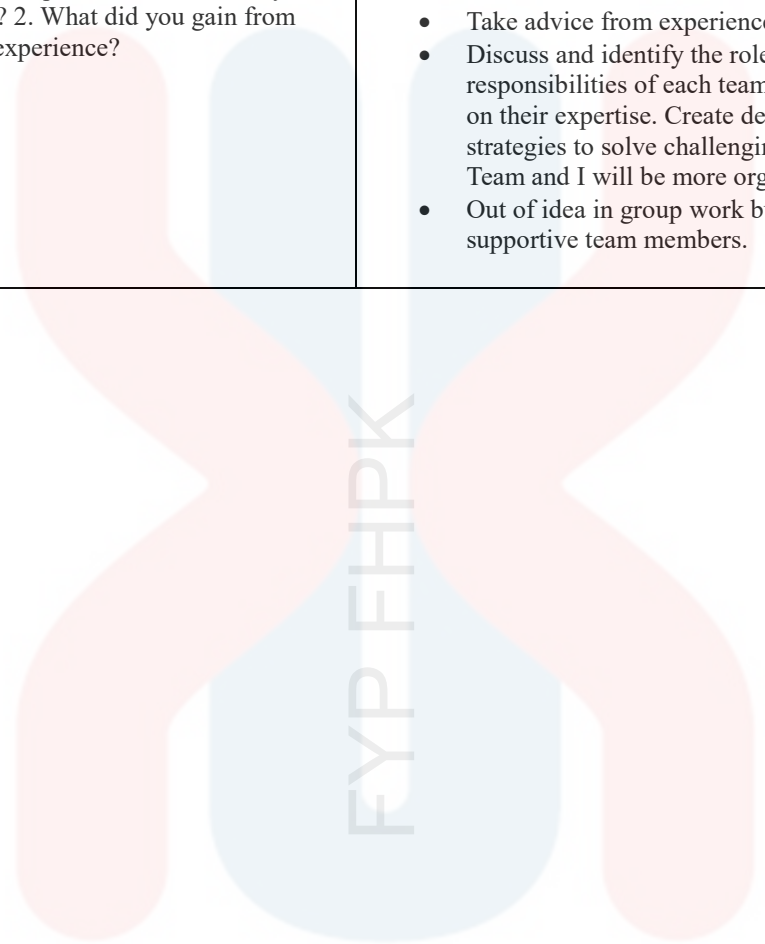 ? 2. What did you gain from
experience?
• Take advice from experience
• Discuss and identify the role
responsibilities of each team
on their expertise. Create de
strategies to solve challengin
Team and I will be more org
• Out of idea in group work b
supportive team members.
FYP FHPK